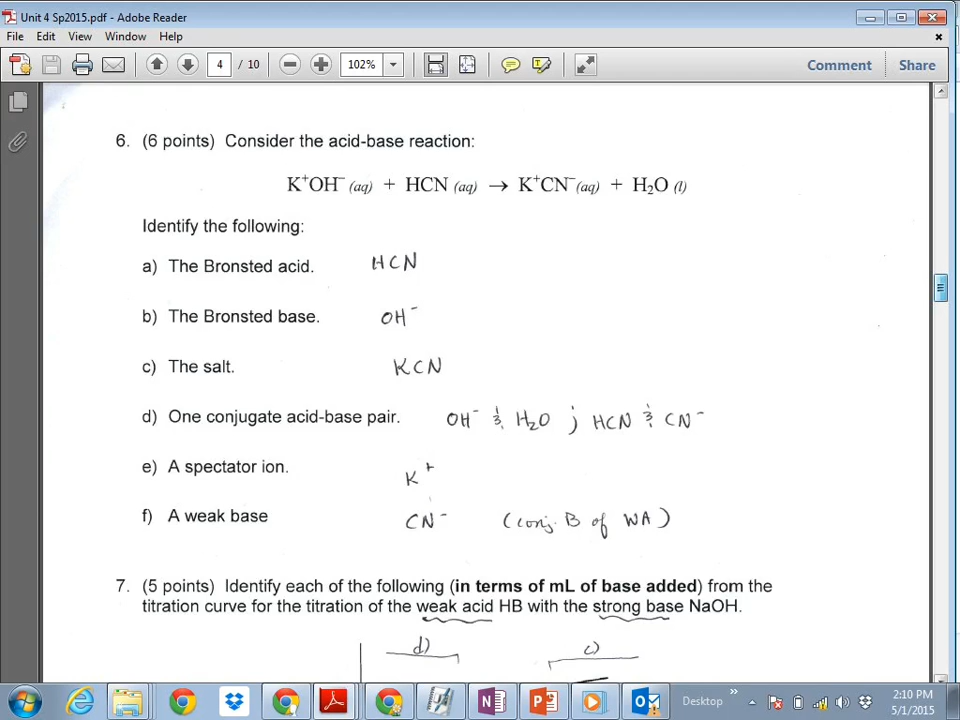 Unit 4 Sp2015.pdf - Adobe Reader
File Edit View Window Help
4 / 10 102% Comment Share
6. (6 points) Consider the acid-base reaction:
K⁺OH⁻ (aq) + HCN (aq) → K⁺CN⁻(aq) + H₂O (l)
Identify the following:
a) The Bronsted acid. HCN
b) The Bronsted base. OH⁻
c) The salt. KCN
d) One conjugate acid-base pair. OH⁻ & H₂O ; HCN & CN⁻
e) A spectator ion. K⁺
f) A weak base CN⁻ (conj. B of WA)
7. (5 points) Identify each of the following (in terms of mL of base added) from the
titration curve for the titration of the weak acid HB with the strong base NaOH.
d) c)
Desktop » 2:10 PM
5/1/2015